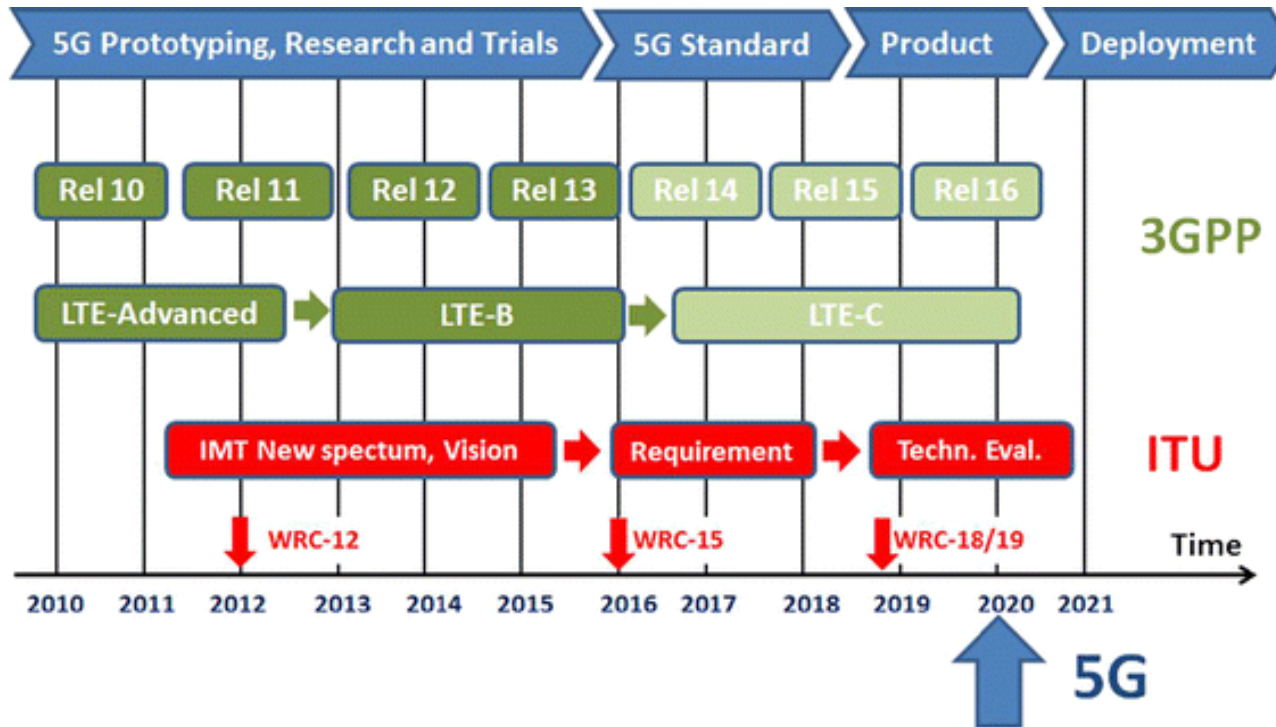 5G Prototyping, Research and Trials
5G Standard
Product
Deployment
Rel 10
Rel 11
Rel 12
Rel 13
Rel 14
Rel 15
Rel 16
3GPP
LTE-Advanced
LTE-B
LTE-C
IMT New spectum, Vision
Requirement
Techn. Eval.
ITU
WRC-12
WRC-15
WRC-18/19
Time
2010
2011
2012
2013
2014
2015
2016
2017
2018
2019
2020
2021
5G